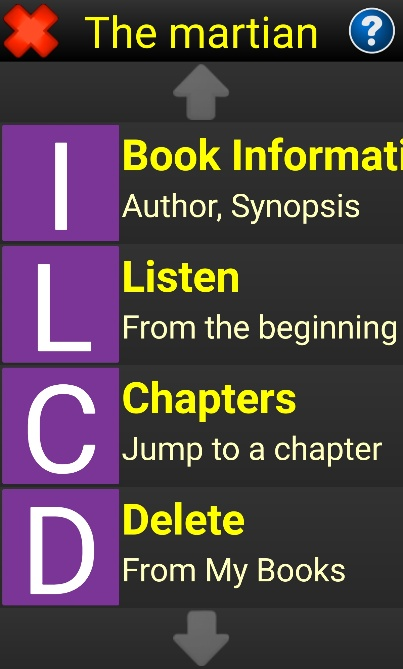 The martian
?
I
Book Informati
Author, Synopsis
L
Listen
From the beginning
C
Chapters
Jump to a chapter
D
Delete
From My Books